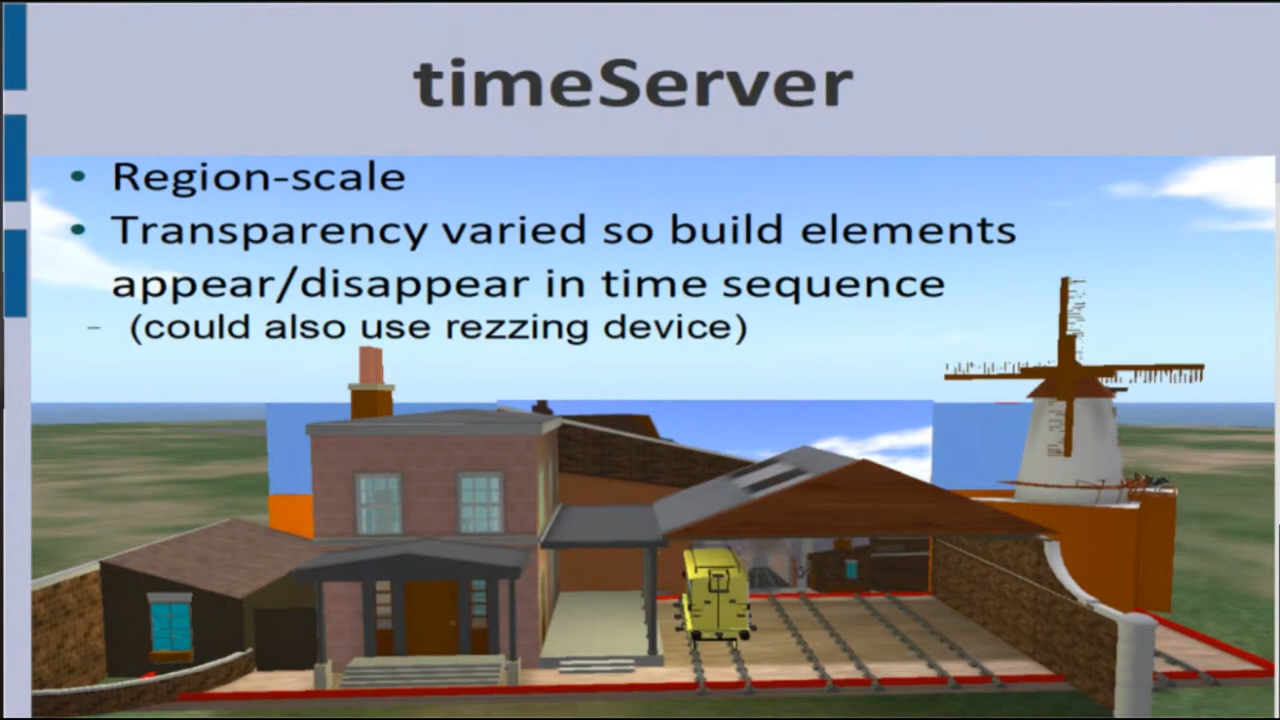 timeServer
• Region-scale
• Transparency varied so build elements
appear/disappear in time sequence
– (could also use rezzing device)